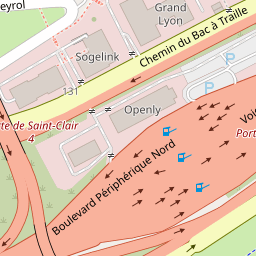 eyrol
Grand
Lyon
Sogelink
Chemin du Bac à Traille
131
P
P
Openly
te de Saint-Clair
4
Vol
Port
Boulevard Périphérique Nord